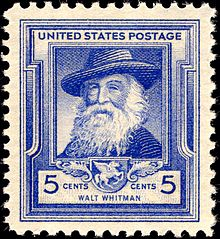 UNITED STATES POSTAGE
5 CENTS CENTS 5
WALT WHITMAN